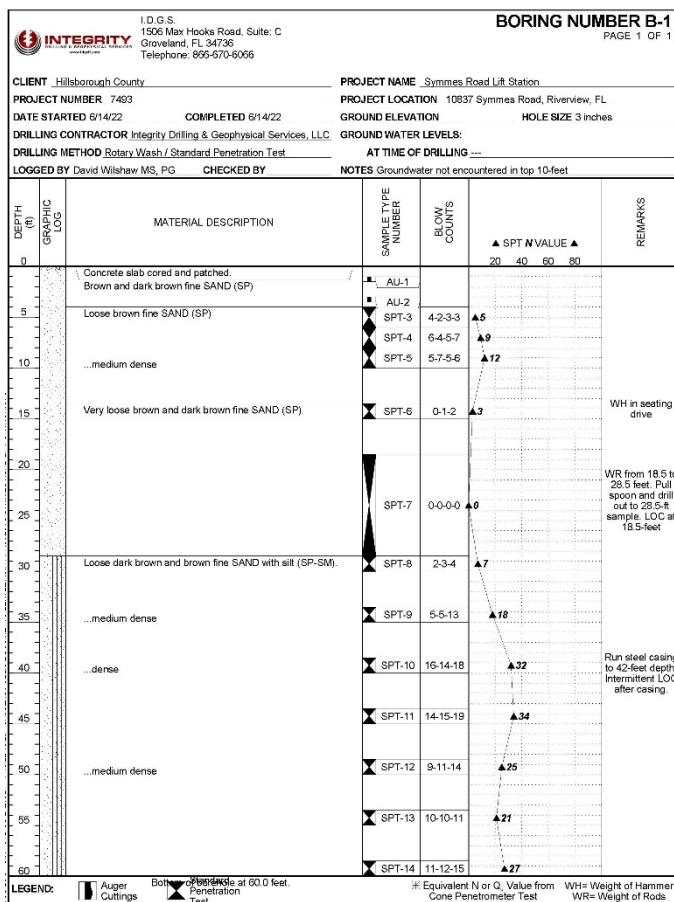 I.D.G.S.
1506 Max Hooks Road, Suite: C
Groveland, FL 34736
Telephone: 866-670-6066
INTEGRITY
DRILLING & GEOPHYSICAL SERVICES
BORING NUMBER B-1
PAGE 1 OF 1
CLIENT Hillsborough County
PROJECT NAME Symmes Road Lift Station
PROJECT NUMBER 7493
PROJECT LOCATION 10837 Symmes Road, Riverview, FL
DATE STARTED 6/14/22 COMPLETED 6/14/22
GROUND ELEVATION HOLE SIZE 3 inches
DRILLING CONTRACTOR Integrity Drilling & Geophysical Services, LLC
GROUND WATER LEVELS:
DRILLING METHOD Rotary Wash / Standard Penetration Test
AT TIME OF DRILLING ---
LOGGED BY David Wilshaw MS, PG CHECKED BY
NOTES Groundwater not encountered in top 10-feet
DEPTH (ft)
GRAPHIC LOG
MATERIAL DESCRIPTION
SAMPLE TYPE NUMBER
BLOW COUNTS
▲ SPT N VALUE ▲
20 40 60 80
REMARKS
0
Concrete slab cored and patched.
Brown and dark brown fine SAND (SP)
AU-1
AU-2
5
Loose brown fine SAND (SP)
SPT-3 4-2-3-3 5
SPT-4 6-4-5-7 9
SPT-5 5-7-5-6 12
10
...medium dense
15
Very loose brown and dark brown fine SAND (SP)
SPT-6 0-1-2 3
WH in seating
drive
20
25
SPT-7 0-0-0-0 0
WR from 18.5 to
28.5 feet. Pull
spoon and drill
out to 28.5-ft
sample. LOC at
18.5-feet
30
Loose dark brown and brown fine SAND with silt (SP-SM).
SPT-8 2-3-4 7
35
...medium dense
SPT-9 5-5-13 18
40
...dense
SPT-10 16-14-18 32
Run steel casing
to 42-feet depth.
Intermittent LOC
after casing.
45
SPT-11 14-15-19 34
50
...medium dense
SPT-12 9-11-14 25
55
SPT-13 10-10-11 21
60
SPT-14 11-12-15 27
Bottom of borehole at 60.0 feet.
LEGEND:
Auger
Cuttings
Standard
Penetration
Test
Equivalent N or Q Value from
Cone Penetrometer Test
WH= Weight of Hammer
WR= Weight of Rods